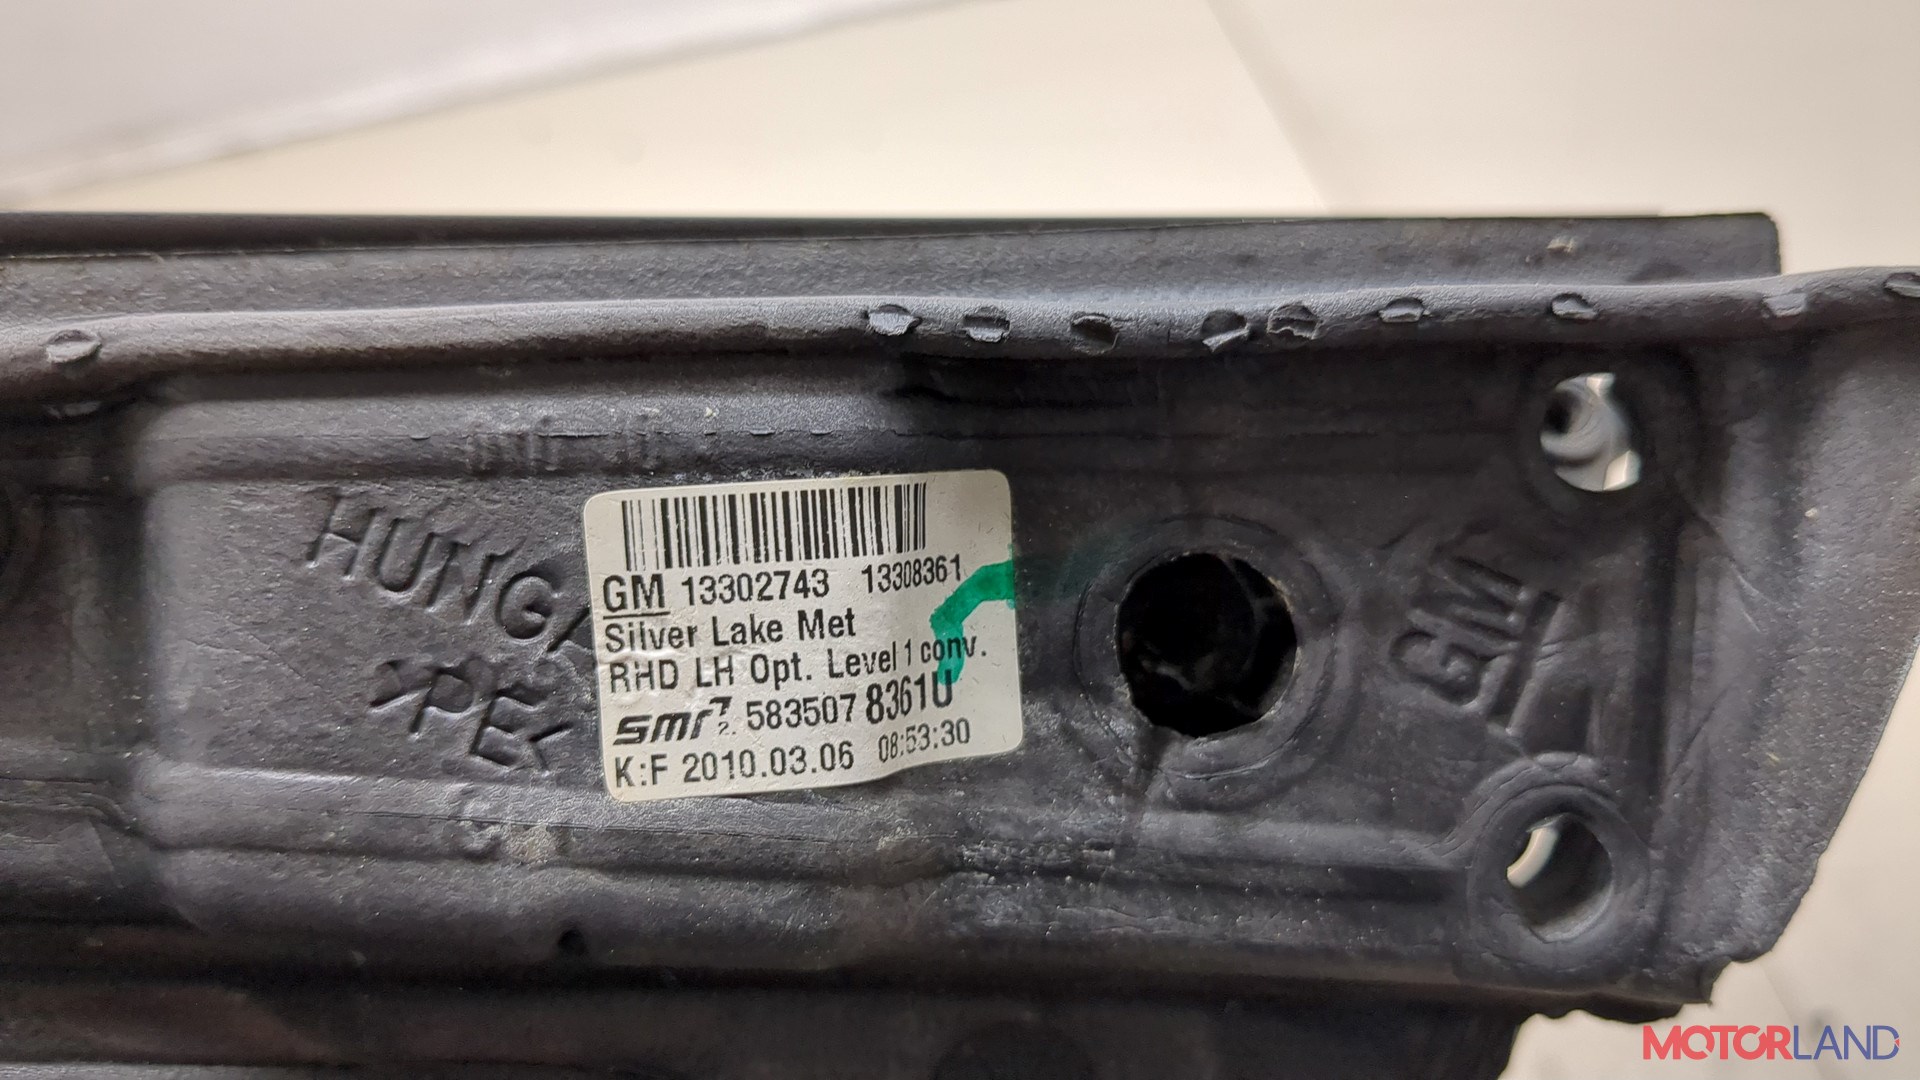 GM 13302743 13308361
Silver Lake Met
RHD LH Opt. Level 1 conv.
smr 2. 583507 8361U
K:F 2010.03.06 08:53:30
GM
MOTORLAND